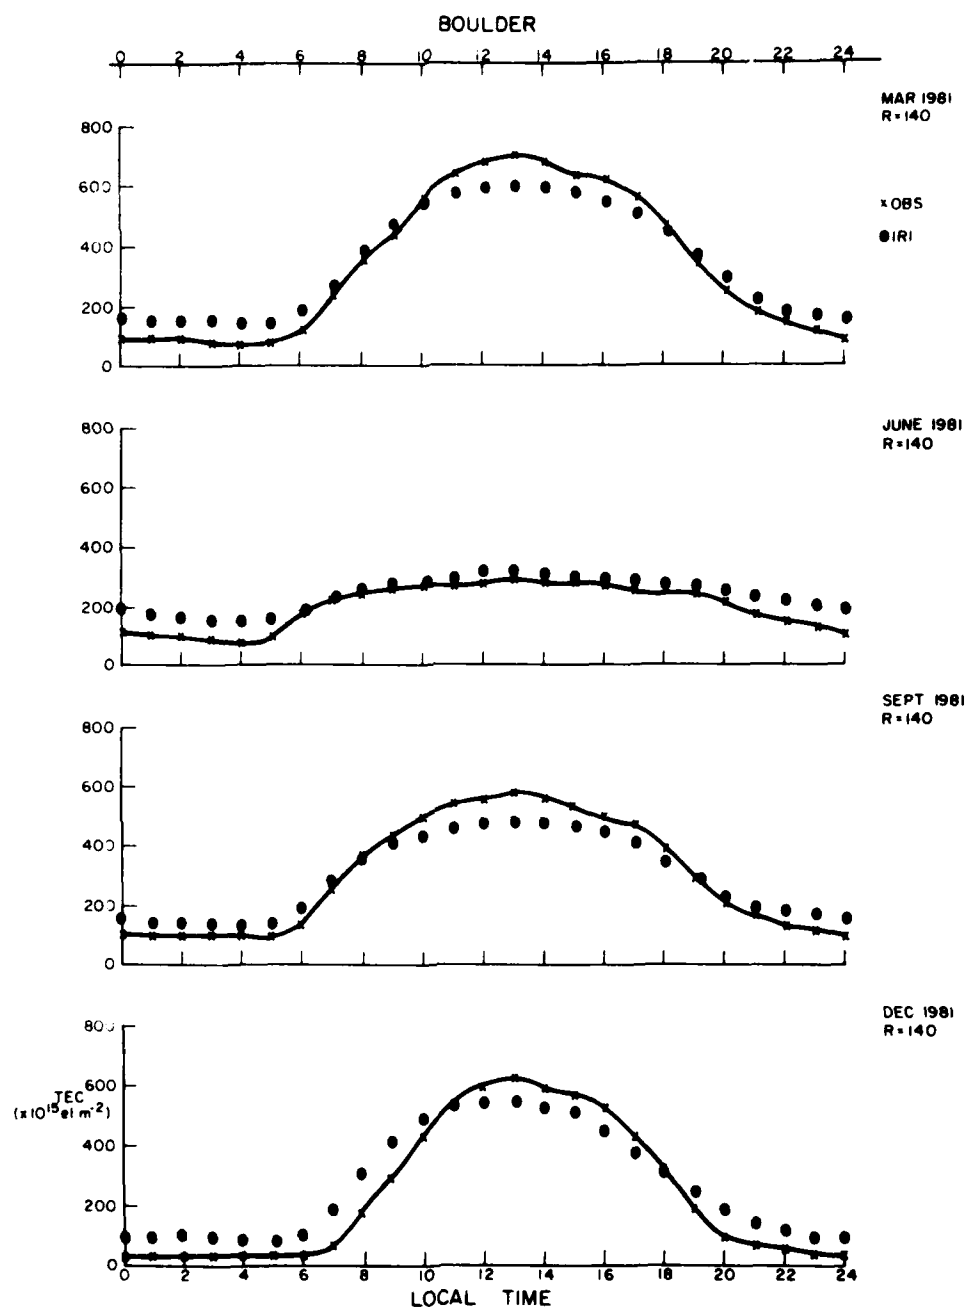 BOULDER
0 2 4 6 8 10 12 14 16 18 20 22 24
MAR 1981
R=140
800
600
400
200
0
x OBS
● IRI
JUNE 1981
R=140
800
600
400
200
0
SEPT 1981
R=140
800
600
400
200
0
DEC 1981
R=140
800
600
400
200
0
TEC
(x10¹⁵el m⁻²)
0 2 4 6 8 10 12 14 16 18 20 22 24
LOCAL TIME